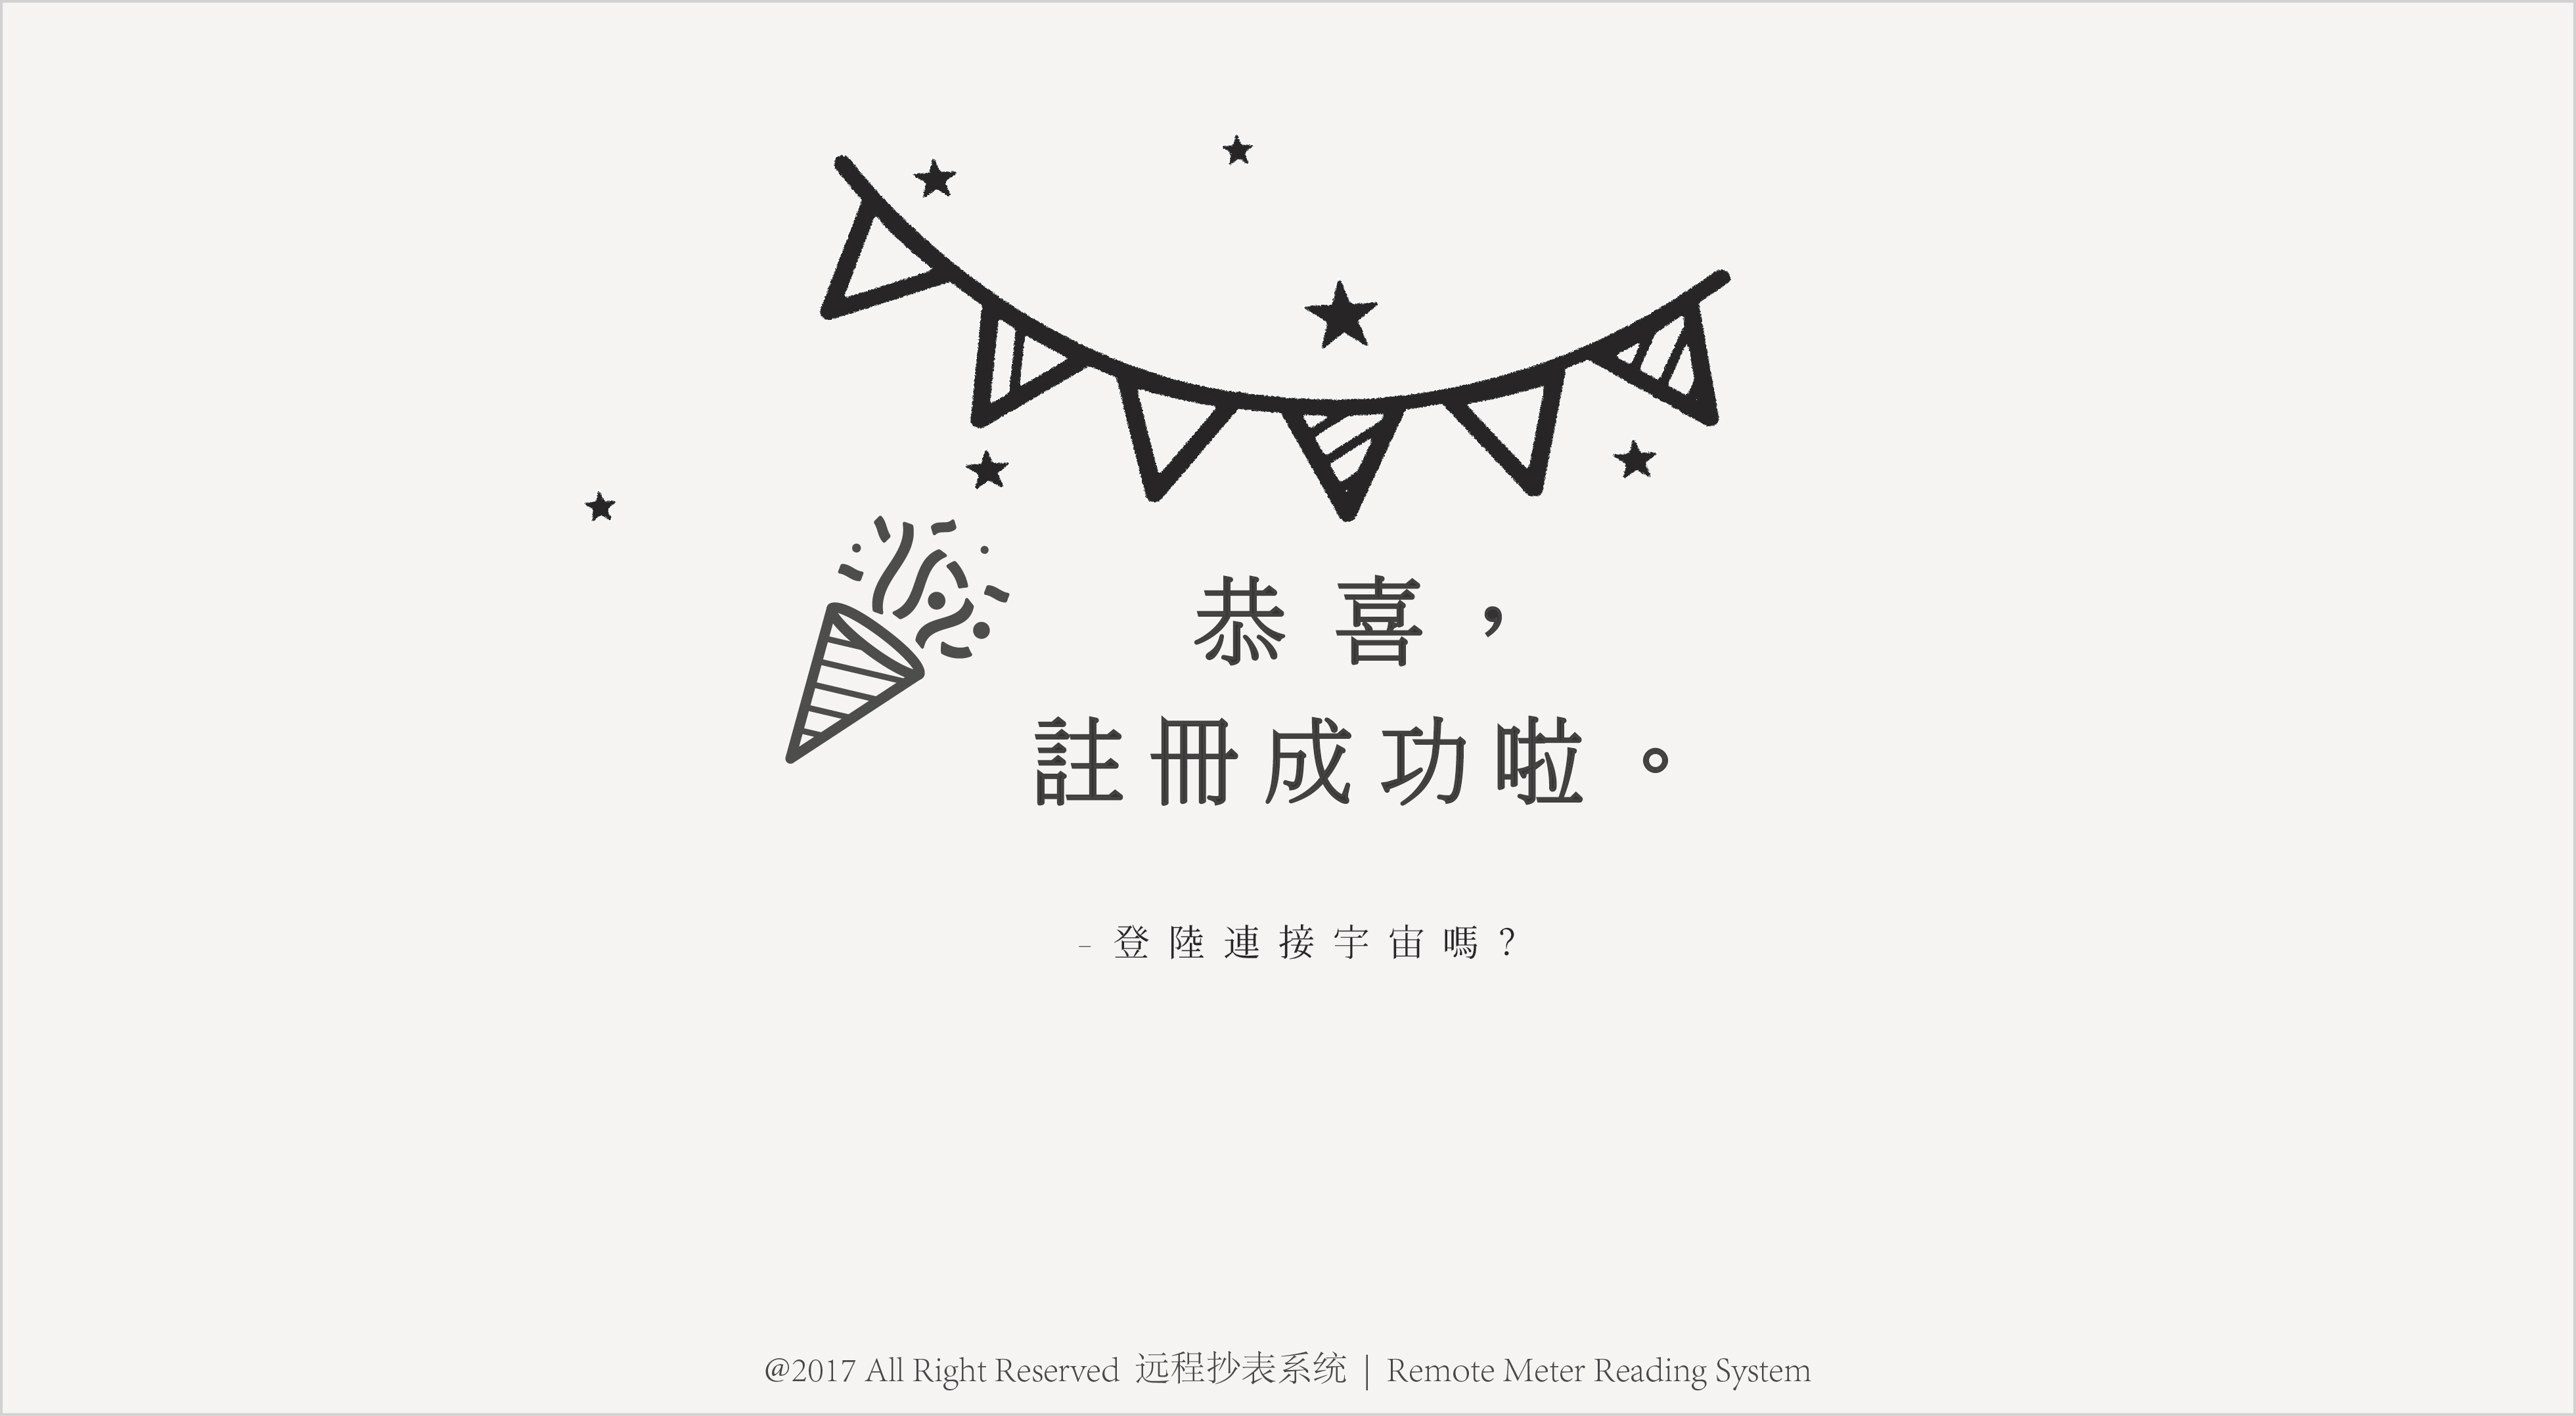 恭喜，
註冊成功啦。
- 登陸連接宇宙嗎？
@2017 All Right Reserved 远程抄表系统 | Remote Meter Reading System